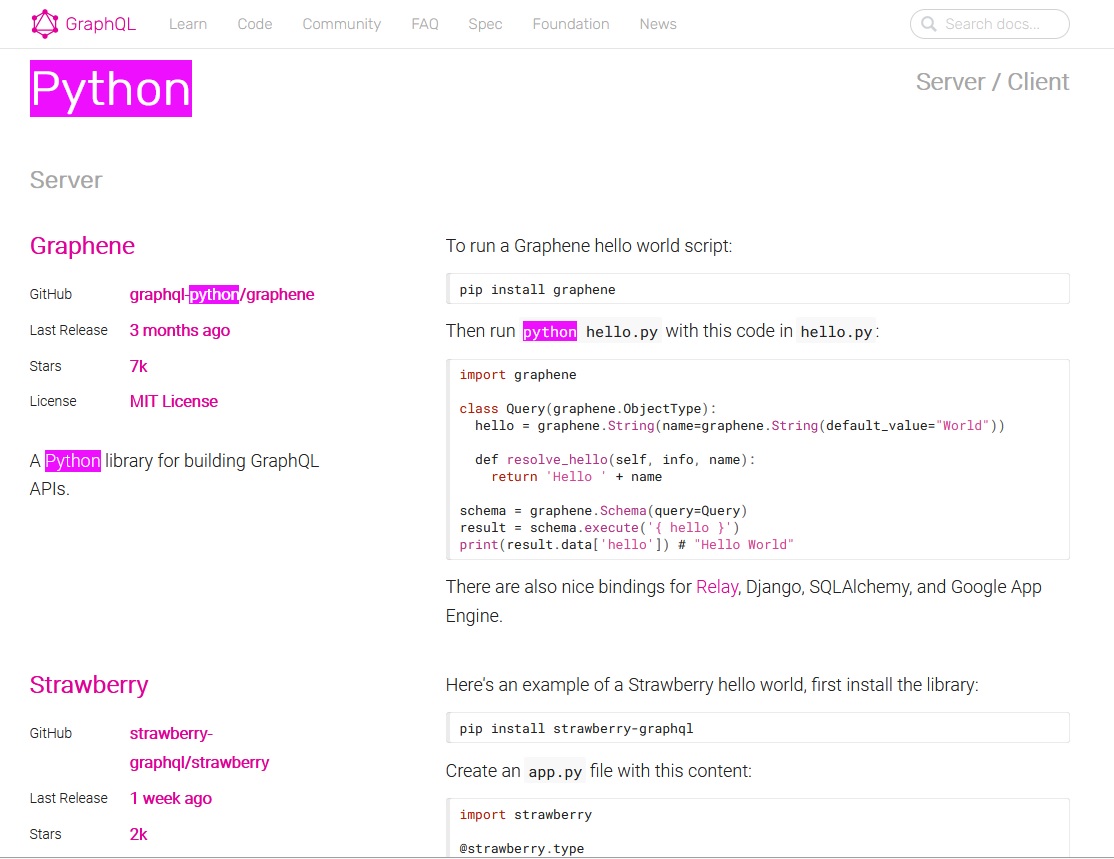 GraphQL Learn Code Community FAQ Spec Foundation News Search docs...
Python
Server / Client
Server
Graphene
GitHub graphql-python/graphene
Last Release 3 months ago
Stars 7k
License MIT License
A Python library for building GraphQL
APIs.
To run a Graphene hello world script:
pip install graphene
Then run python hello.py with this code in hello.py:
import graphene
class Query(graphene.ObjectType):
  hello = graphene.String(name=graphene.String(default_value="World"))
  def resolve_hello(self, info, name):
    return 'Hello ' + name
schema = graphene.Schema(query=Query)
result = schema.execute('{ hello }')
print(result.data['hello']) # "Hello World"
There are also nice bindings for Relay, Django, SQLAlchemy, and Google App
Engine.
Strawberry
GitHub strawberry-
graphql/strawberry
Last Release 1 week ago
Stars 2k
Here's an example of a Strawberry hello world, first install the library:
pip install strawberry-graphql
Create an app.py file with this content:
import strawberry
@strawberry.type